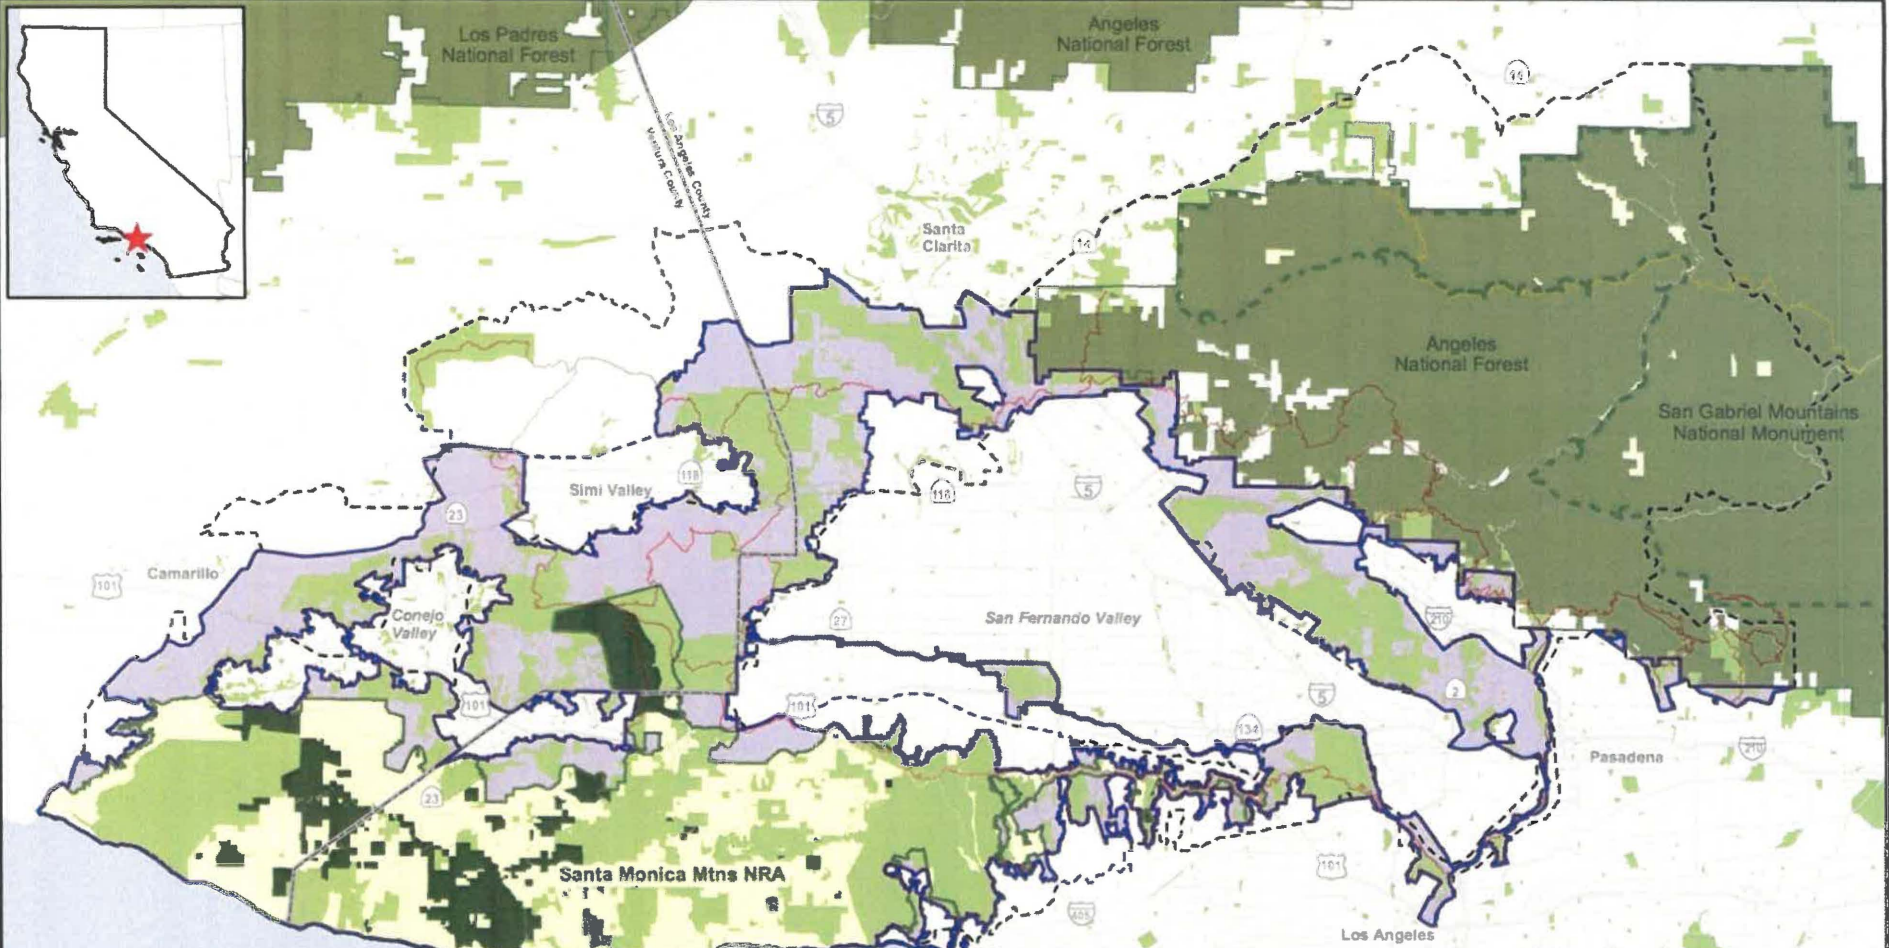 Los Padres
National Forest
Angeles
National Forest
14
5
Los Angeles County
Ventura County
Santa
Clarita
14
Angeles
National Forest
San Gabriel Mountains
National Monument
Simi Valley
118
118
5
23
Camarillo
101
Conejo
Valley
27
San Fernando Valley
210
101
101
5
2
134
Pasadena
210
23
Santa Monica Mtns NRA
101
405
Los Angeles